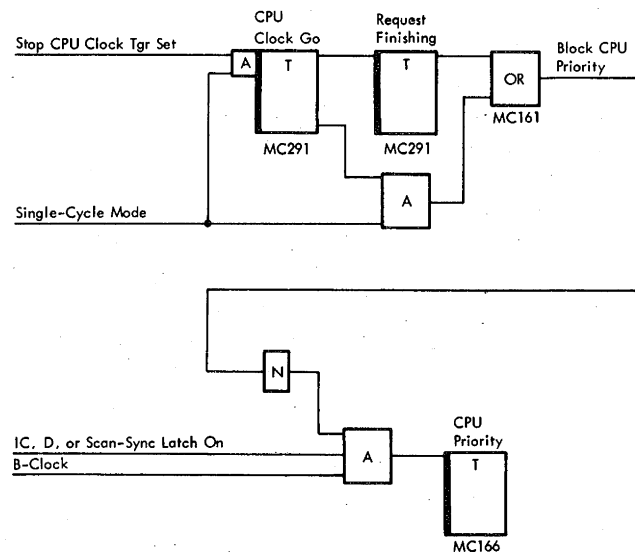 CPU
Clock Go
Request
Finishing
Stop CPU Clock Tgr Set
A
T
T
OR
Block CPU
Priority
MC161
MC291
MC291
A
Single-Cycle Mode
N
IC, D, or Scan-Sync Latch On
B-Clock
A
CPU
Priority
T
MC166